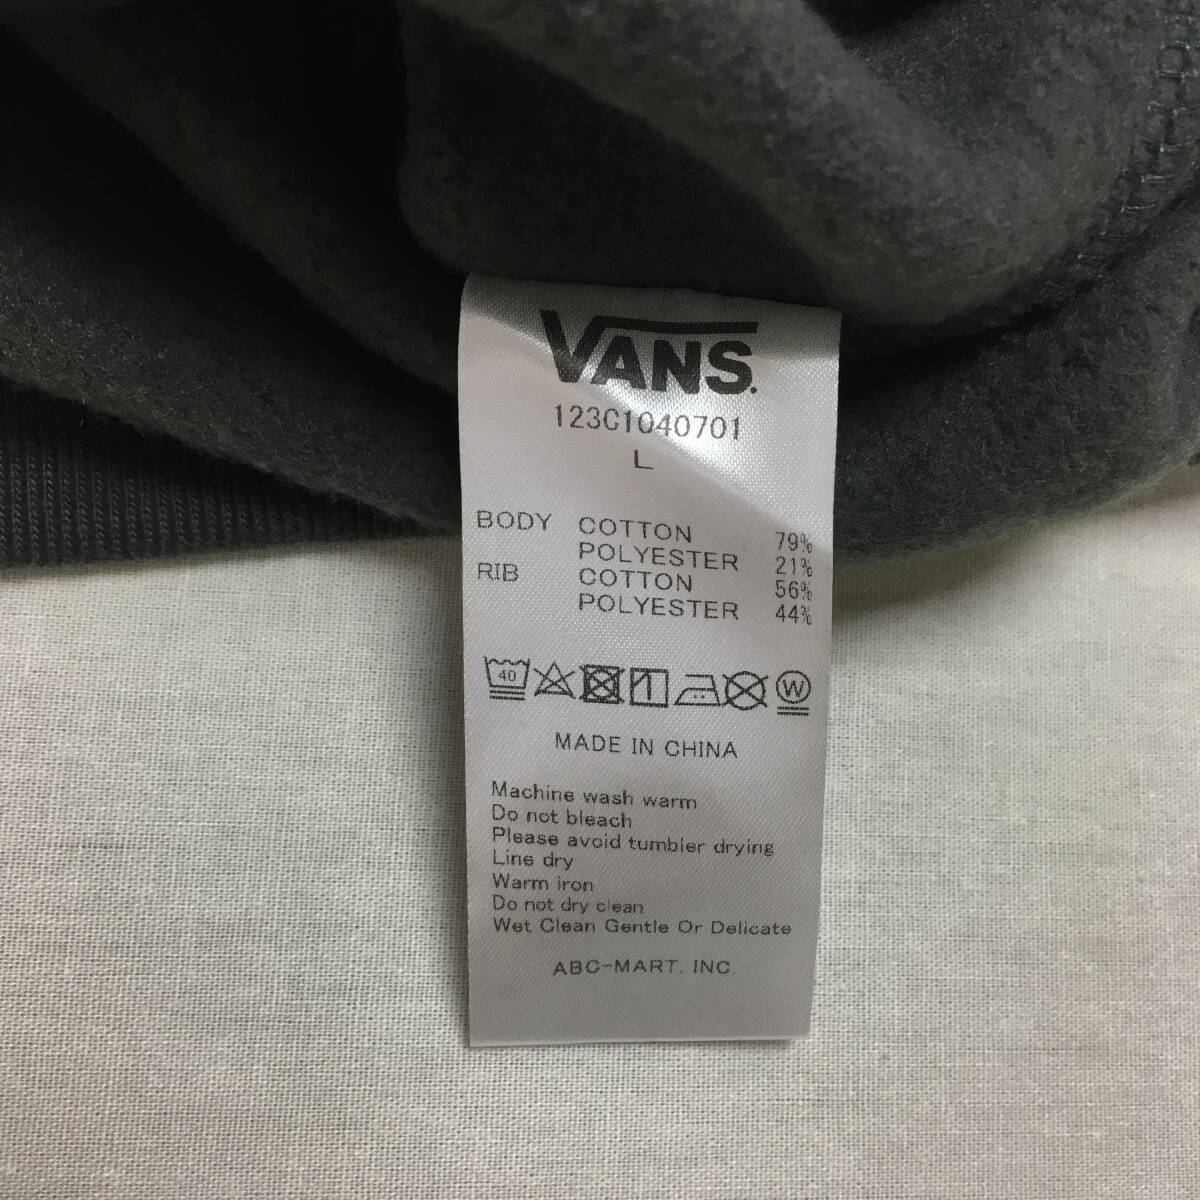 VANS.
123C1040701
L
BODY COTTON 79%
POLYESTER 21%
RIB COTTON 56%
POLYESTER 44%
40 W
MADE IN CHINA
Machine wash warm
Do not bleach
Please avoid tumbler drying
Line dry
Warm iron
Do not dry clean
Wet Clean Gentle Or Delicate
ABC-MART, INC.